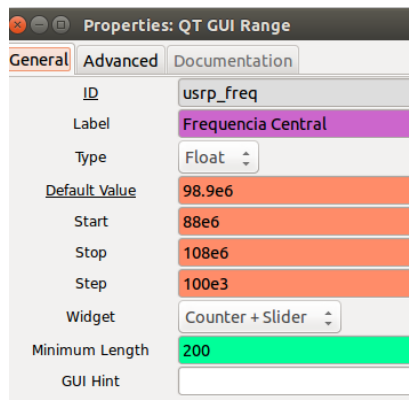 Properties: QT GUI Range
General Advanced Documentation
ID usrp_freq
Label Frequencia Central
Type Float
Default Value 98.9e6
Start 88e6
Stop 108e6
Step 100e3
Widget Counter + Slider
Minimum Length 200
GUI Hint